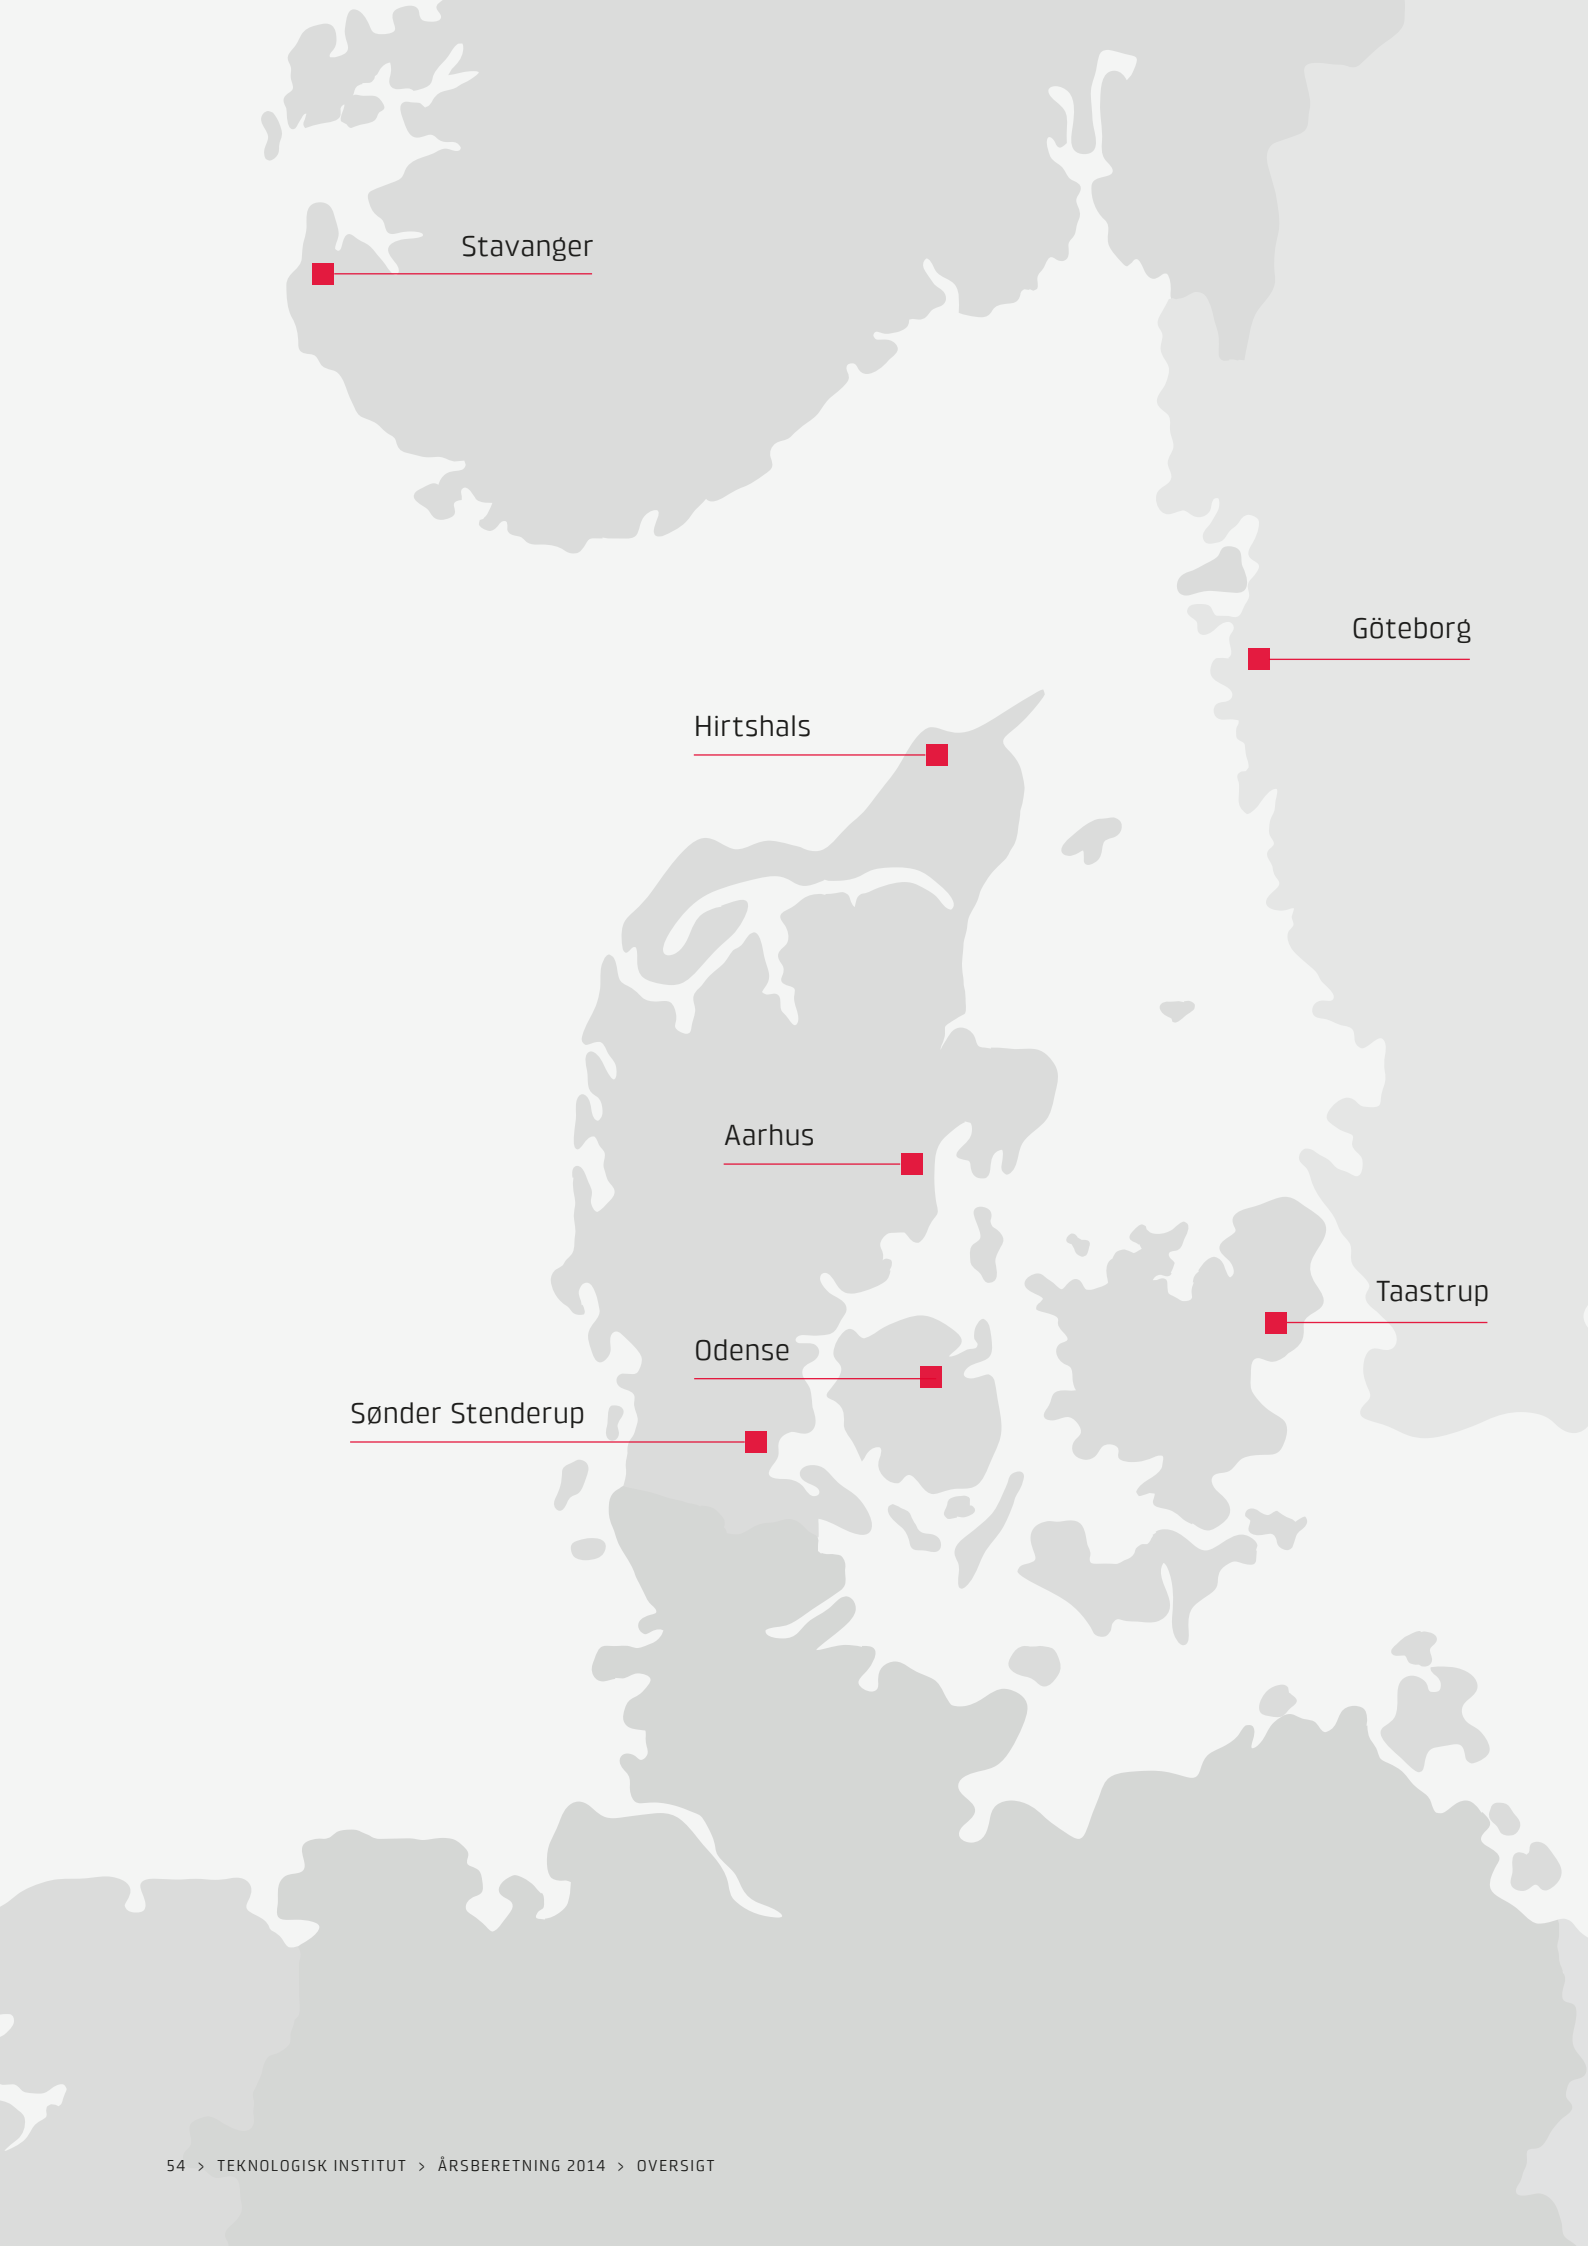 Stavanger
Göteborg
Hirtshals
Aarhus
Taastrup
Odense
Sønder Stenderup
54 > TEKNOLOGISK INSTITUT > ÅRSBERETNING 2014 > OVERSIGT